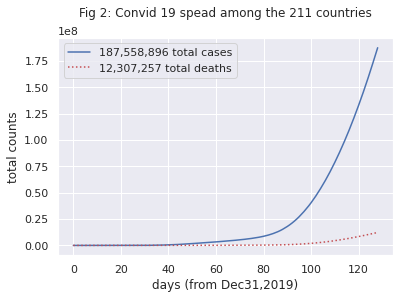 Fig 2: Convid 19 spead among the 211 countries
1e8
187,558,896 total cases
12,307,257 total deaths
1.75
1.50
1.25
1.00
0.75
0.50
0.25
0.00
total counts
0 20 40 60 80 100 120
days (from Dec31,2019)